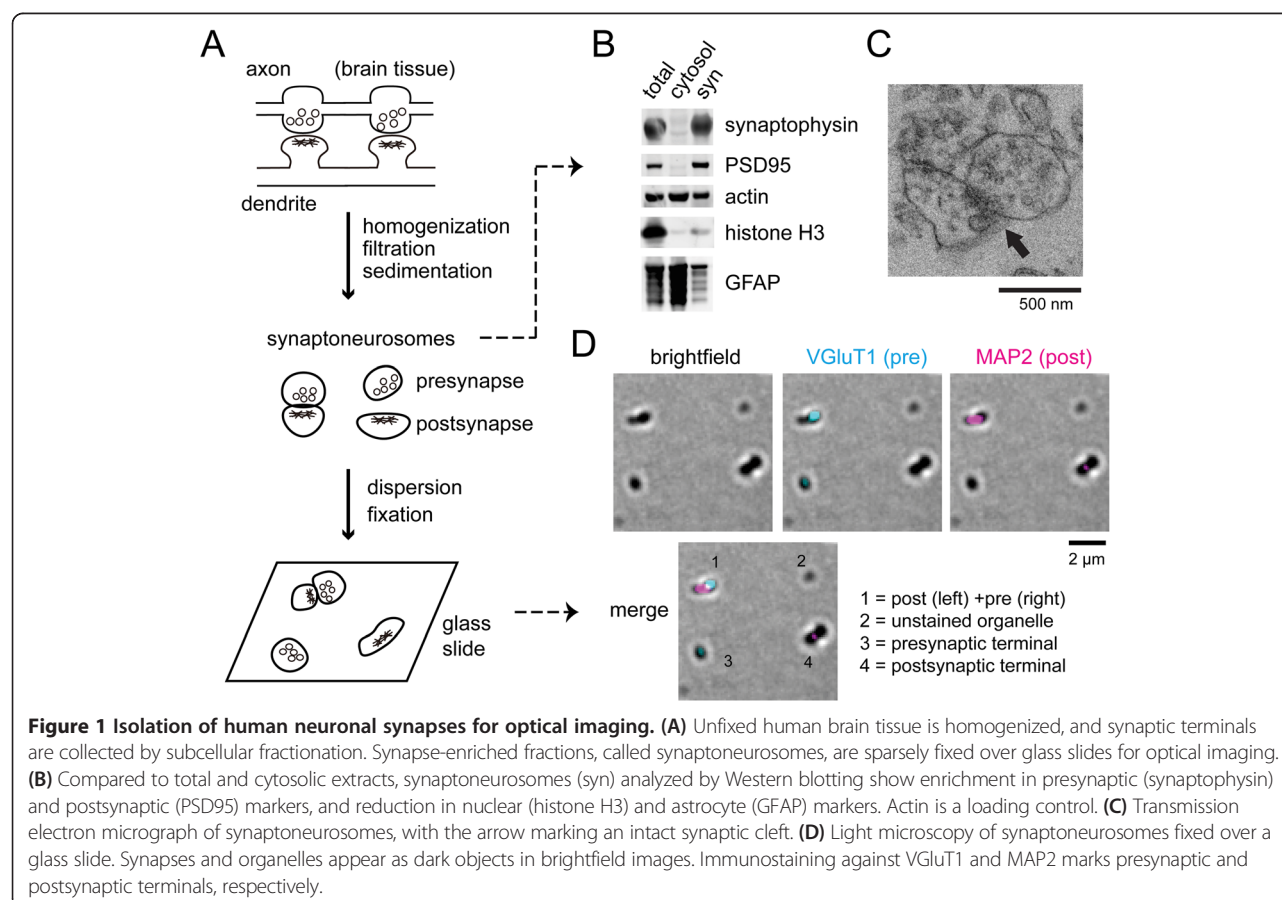 A
axon (brain tissue)
dendrite
homogenization
filtration
sedimentation
synaptoneurosomes
presynapse
postsynapse
dispersion
fixation
glass
slide
B
total cytosol syn
synaptophysin
PSD95
actin
histone H3
GFAP
C
500 nm
D
brightfield VGluT1 (pre) MAP2 (post)
2 µm
merge
1 2
3 4
1 = post (left) +pre (right)
2 = unstained organelle
3 = presynaptic terminal
4 = postsynaptic terminal
Figure 1 Isolation of human neuronal synapses for optical imaging. (A) Unfixed human brain tissue is homogenized, and synaptic terminals
are collected by subcellular fractionation. Synapse-enriched fractions, called synaptoneurosomes, are sparsely fixed over glass slides for optical imaging.
(B) Compared to total and cytosolic extracts, synaptoneurosomes (syn) analyzed by Western blotting show enrichment in presynaptic (synaptophysin)
and postsynaptic (PSD95) markers, and reduction in nuclear (histone H3) and astrocyte (GFAP) markers. Actin is a loading control. (C) Transmission
electron micrograph of synaptoneurosomes, with the arrow marking an intact synaptic cleft. (D) Light microscopy of synaptoneurosomes fixed over a
glass slide. Synapses and organelles appear as dark objects in brightfield images. Immunostaining against VGluT1 and MAP2 marks presynaptic and
postsynaptic terminals, respectively.